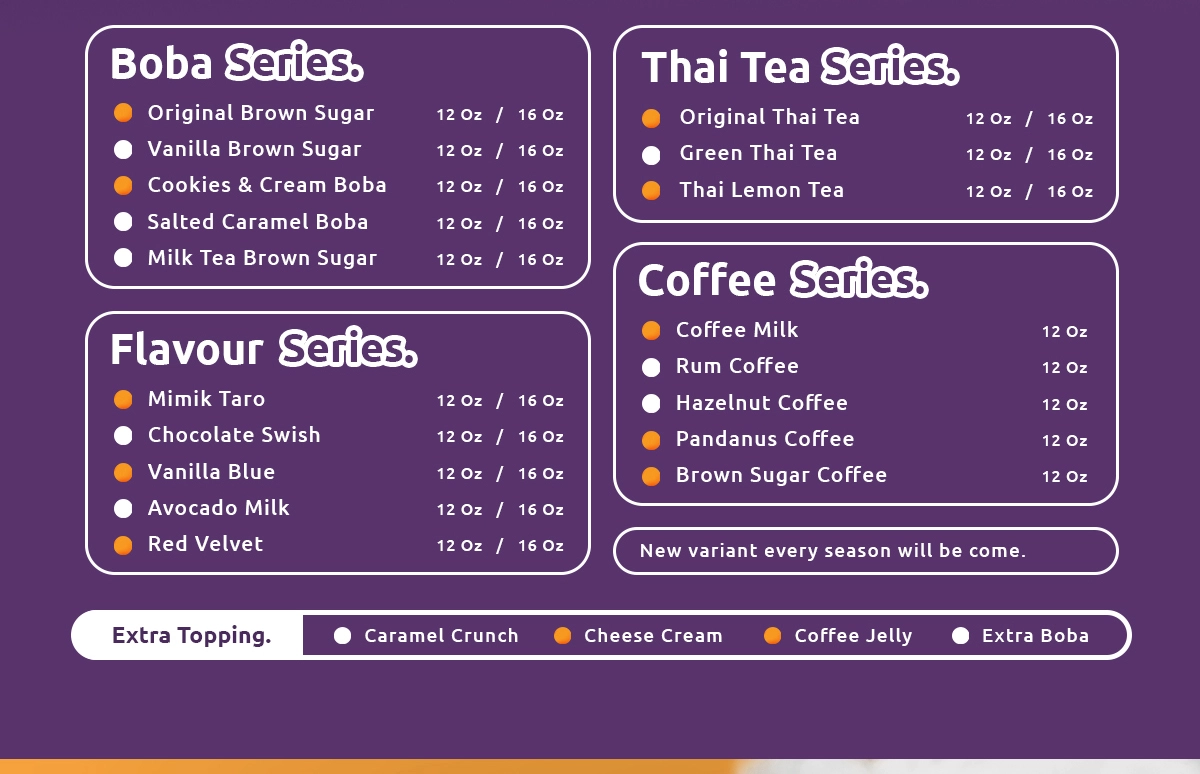 Boba Series.
Original Brown Sugar 12 Oz / 16 Oz
Vanilla Brown Sugar 12 Oz / 16 Oz
Cookies & Cream Boba 12 Oz / 16 Oz
Salted Caramel Boba 12 Oz / 16 Oz
Milk Tea Brown Sugar 12 Oz / 16 Oz
Flavour Series.
Mimik Taro 12 Oz / 16 Oz
Chocolate Swish 12 Oz / 16 Oz
Vanilla Blue 12 Oz / 16 Oz
Avocado Milk 12 Oz / 16 Oz
Red Velvet 12 Oz / 16 Oz
Thai Tea Series.
Original Thai Tea 12 Oz / 16 Oz
Green Thai Tea 12 Oz / 16 Oz
Thai Lemon Tea 12 Oz / 16 Oz
Coffee Series.
Coffee Milk 12 Oz
Rum Coffee 12 Oz
Hazelnut Coffee 12 Oz
Pandanus Coffee 12 Oz
Brown Sugar Coffee 12 Oz
New variant every season will be come.
Extra Topping. Caramel Crunch Cheese Cream Coffee Jelly Extra Boba